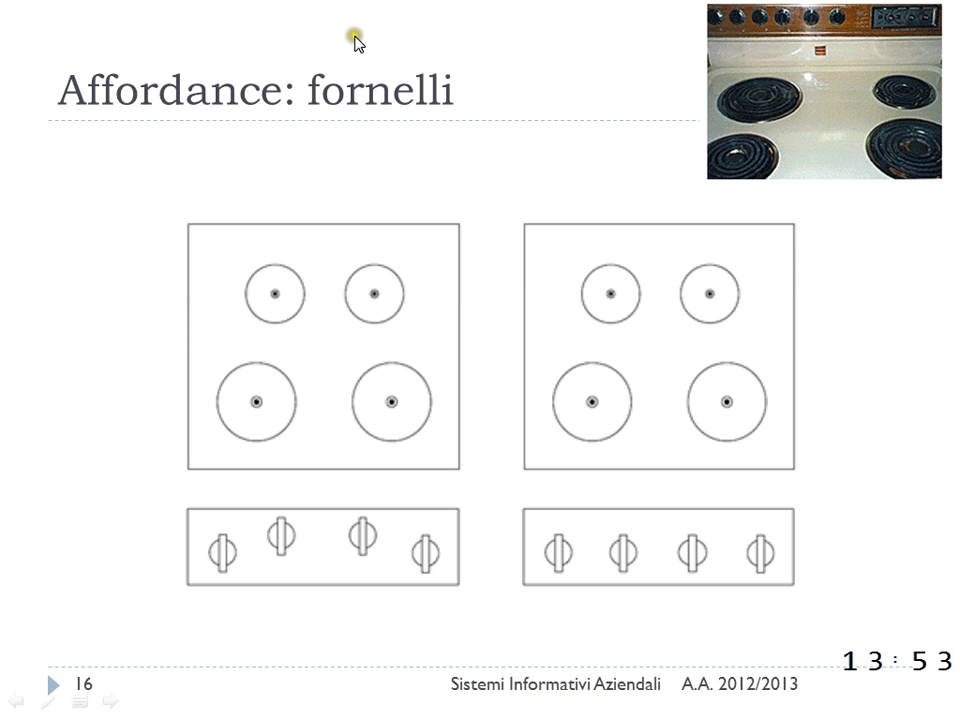 Affordance: fornelli
13:53
16 Sistemi Informativi Aziendali A.A. 2012/2013